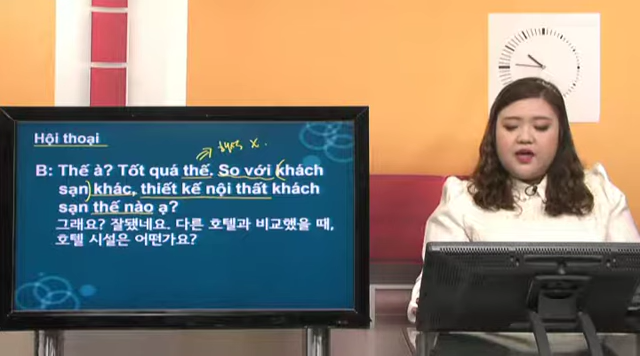 Hội thoại
B: Thế à? Tốt quá thế. So với khách
sạn khác, thiết kế nội thất khách
sạn thế nào ạ?
그래요? 잘됐네요. 다른 호텔과 비교했을 때,
호텔 시설은 어떤가요?